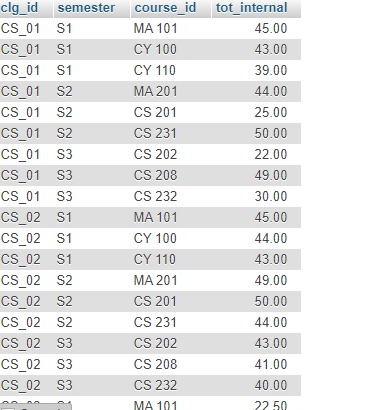 clg_id semester course_id tot_internal
CS_01 S1 MA 101 45.00
CS_01 S1 CY 100 43.00
CS_01 S1 CY 110 39.00
CS_01 S2 MA 201 44.00
CS_01 S2 CS 201 25.00
CS_01 S2 CS 231 50.00
CS_01 S3 CS 202 22.00
CS_01 S3 CS 208 49.00
CS_01 S3 CS 232 30.00
CS_02 S1 MA 101 45.00
CS_02 S1 CY 100 44.00
CS_02 S1 CY 110 43.00
CS_02 S2 MA 201 49.00
CS_02 S2 CS 201 50.00
CS_02 S2 CS 231 44.00
CS_02 S3 CS 202 43.00
CS_02 S3 CS 208 41.00
CS_02 S3 CS 232 40.00
MA 101 22.50